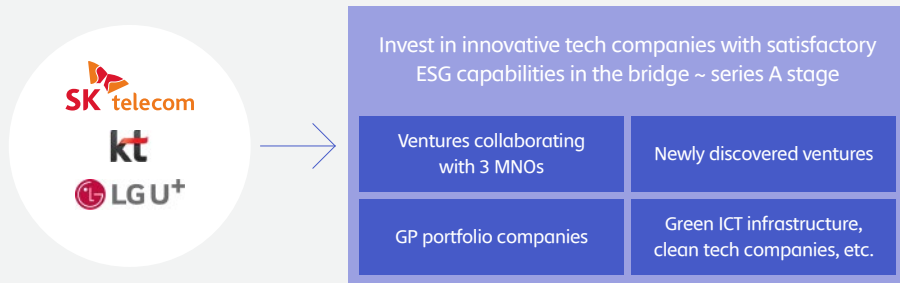 SK telecom
kt
LG U+
Invest in innovative tech companies with satisfactory
ESG capabilities in the bridge ~ series A stage
Ventures collaborating
with 3 MNOs
Newly discovered ventures
GP portfolio companies
Green ICT infrastructure,
clean tech companies, etc.